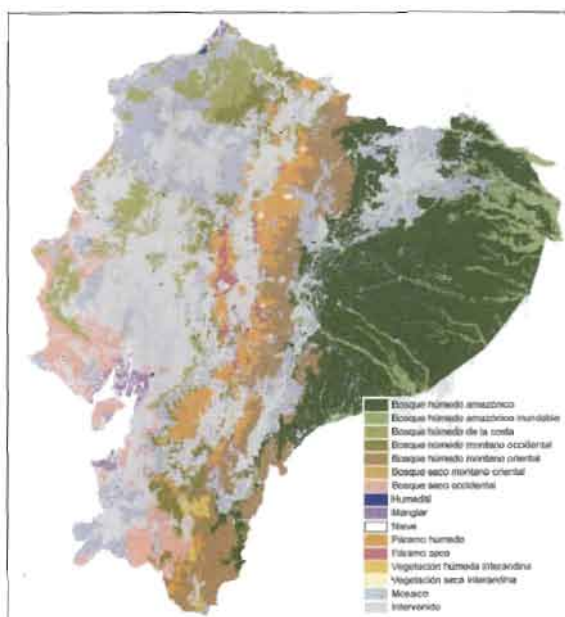 Bosque húmedo amazónico
Bosque húmedo amazónico inundable
Bosque húmedo de la costa
Bosque húmedo montano occidental
Bosque húmedo montano oriental
Bosque seco montano oriental
Bosque seco occidental
Humedal
Manglar
Nieve
Páramo húmedo
Páramo seco
Vegetación húmeda interandina
Vegetación seca interandina
Mosaico
Intervenido